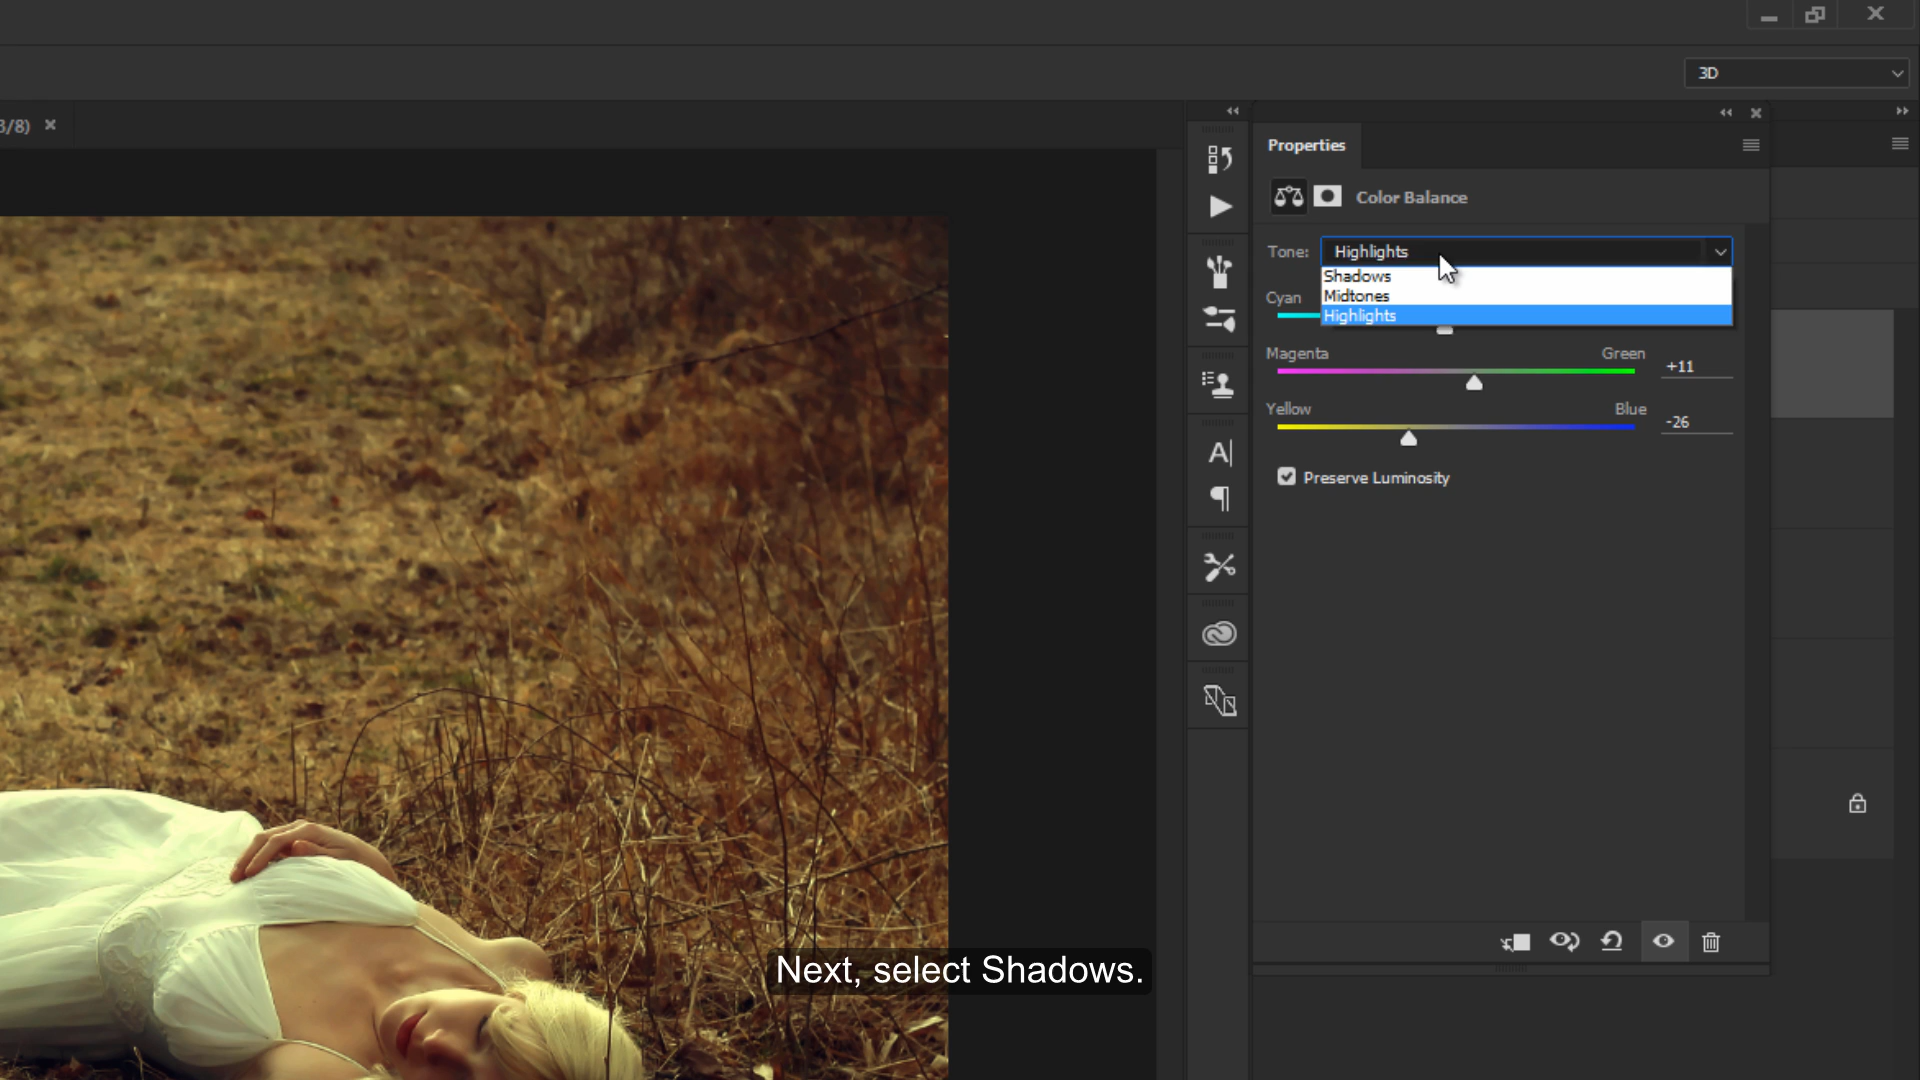 3D
3/8)
Properties
Color Balance
Tone: Highlights
Shadows
Midtones
Highlights
Cyan
Magenta Green +11
Yellow Blue -26
Preserve Luminosity
Next, select Shadows.